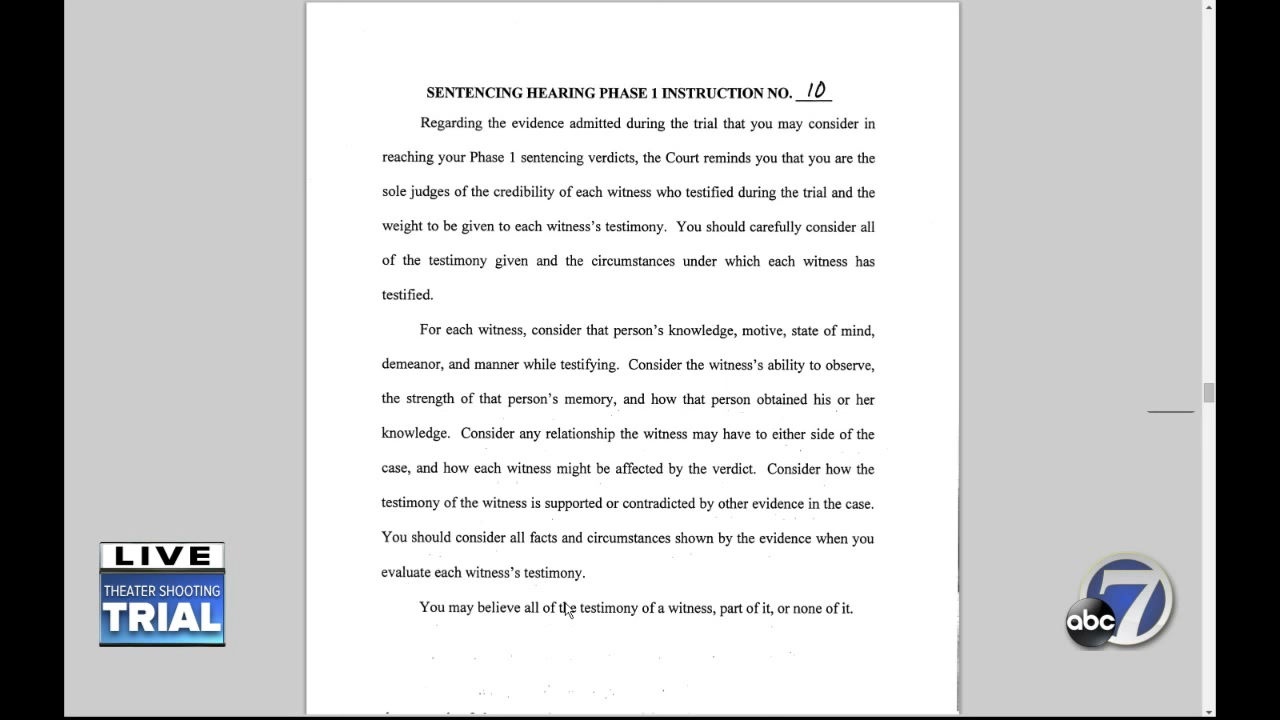 SENTENCING HEARING PHASE 1 INSTRUCTION NO. 10
Regarding the evidence admitted during the trial that you may consider in
reaching your Phase 1 sentencing verdicts, the Court reminds you that you are the
sole judges of the credibility of each witness who testified during the trial and the
weight to be given to each witness's testimony. You should carefully consider all
of the testimony given and the circumstances under which each witness has
testified.
For each witness, consider that person's knowledge, motive, state of mind,
demeanor, and manner while testifying. Consider the witness's ability to observe,
the strength of that person's memory, and how that person obtained his or her
knowledge. Consider any relationship the witness may have to either side of the
case, and how each witness might be affected by the verdict. Consider how the
testimony of the witness is supported or contradicted by other evidence in the case.
You should consider all facts and circumstances shown by the evidence when you
evaluate each witness's testimony.
You may believe all of the testimony of a witness, part of it, or none of it.
LIVE
THEATER SHOOTING
TRIAL
abc 7